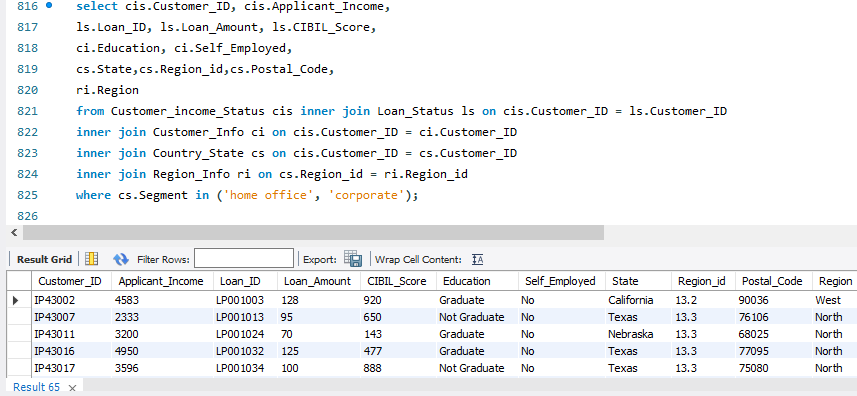 816 select cis.Customer_ID, cis.Applicant_Income,
817 ls.Loan_ID, ls.Loan_Amount, ls.CIBIL_Score,
818 ci.Education, ci.Self_Employed,
819 cs.State,cs.Region_id,cs.Postal_Code,
820 ri.Region
821 from Customer_income_Status cis inner join Loan_Status ls on cis.Customer_ID = ls.Customer_ID
822 inner join Customer_Info ci on cis.Customer_ID = ci.Customer_ID
823 inner join Country_State cs on cis.Customer_ID = cs.Customer_ID
824 inner join Region_Info ri on cs.Region_id = ri.Region_id
825 where cs.Segment in ('home office', 'corporate');
826
Result Grid Filter Rows: Export: Wrap Cell Content: IA
Customer_ID Applicant_Income Loan_ID Loan_Amount CIBIL_Score Education Self_Employed State Region_id Postal_Code Region
IP43002 4583 LP001003 128 920 Graduate No California 13.2 90036 West
IP43007 2333 LP001013 95 650 Not Graduate No Texas 13.3 76106 North
IP43011 3200 LP001024 70 143 Graduate No Nebraska 13.3 68025 North
IP43016 4950 LP001032 125 477 Graduate No Texas 13.3 77095 North
IP43017 3596 LP001034 100 888 Not Graduate No Texas 13.3 75080 North
Result 65